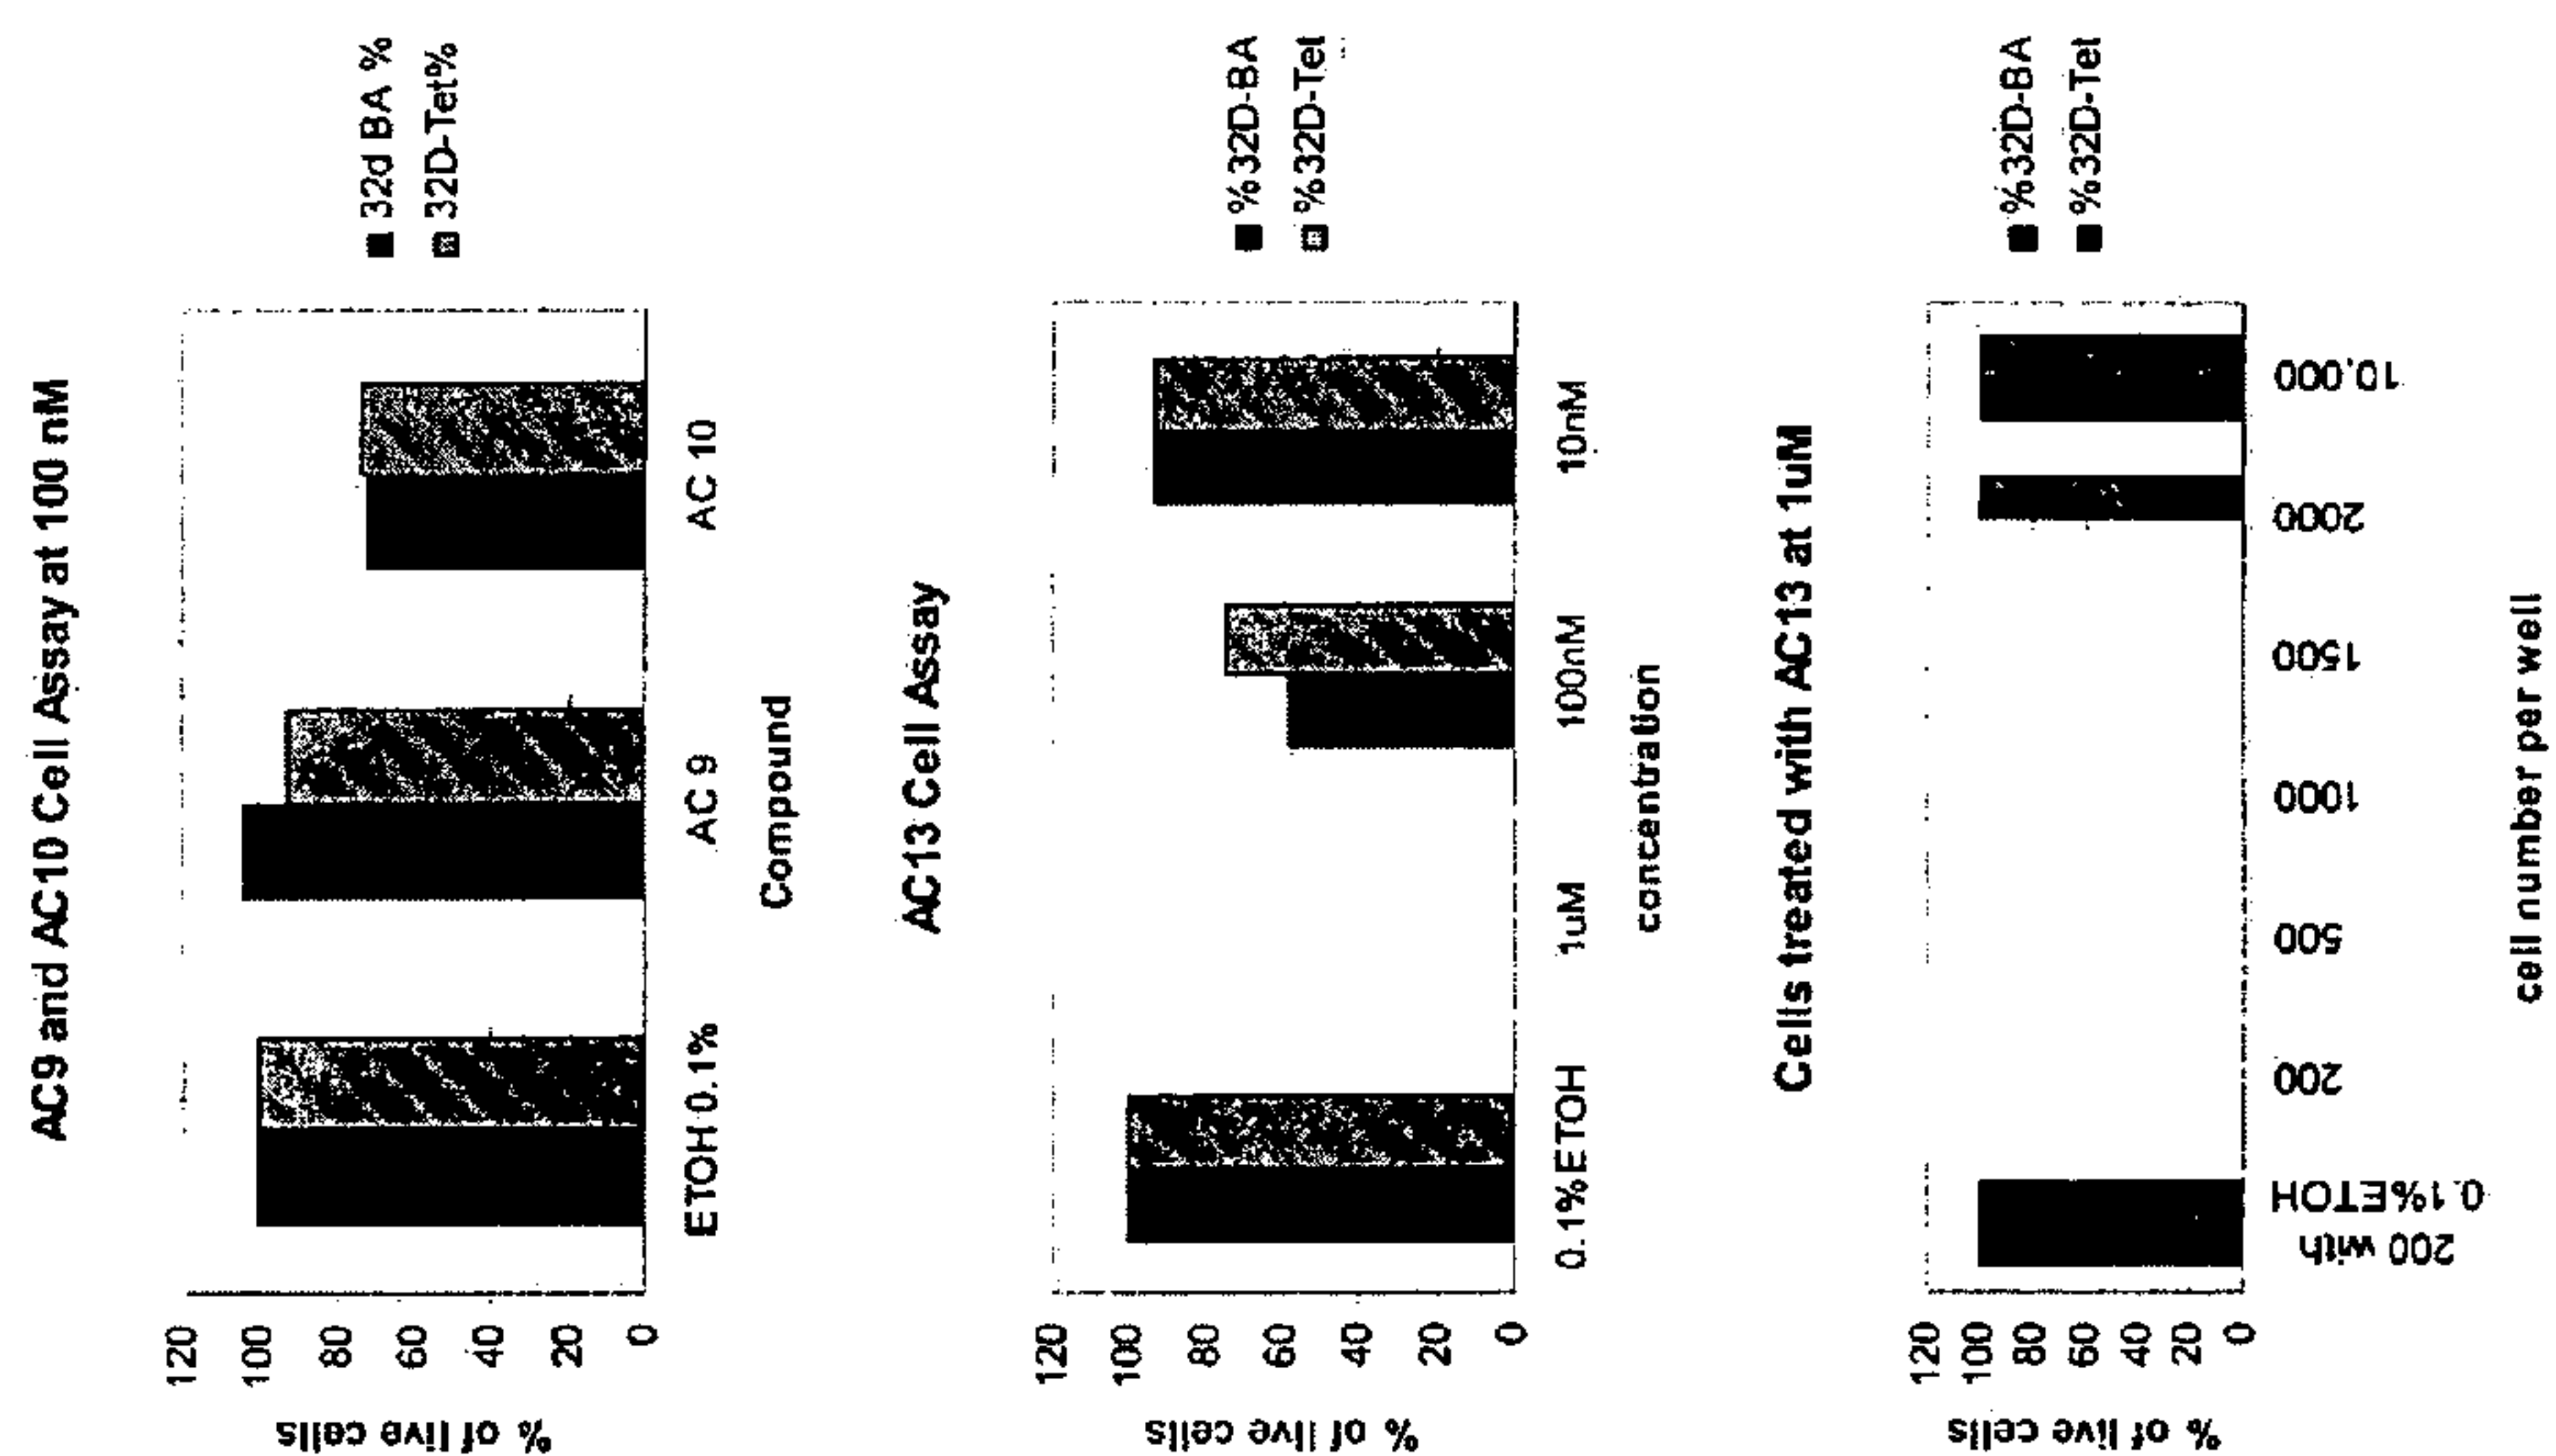 AC9 and AC10 Cell Assay at 100 nM
% of live cells
120
100
80
60
40
20
0
ETOH 0.1%
AC 9
AC 10
Compound
32d BA %
32D-Tet%
AC13 Cell Assay
% of live cells
120
100
80
60
40
20
0
0.1%ETOH
1uM
100nM
10nM
concentration
%32D-BA
%32D-Tet
Cells treated with AC13 at 1uM
% of live cells
120
100
80
60
40
20
0
200 with
0.1%ETOH
200
500
1000
1500
2000
10,000
cell number per well
%32D-BA
%32D-Tet